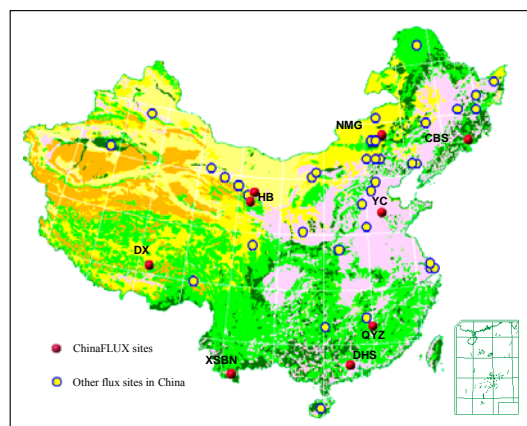 NMG
CBS
HB
YC
DX
QYZ
XSBN
DHS
ChinaFLUX sites
Other flux sites in China